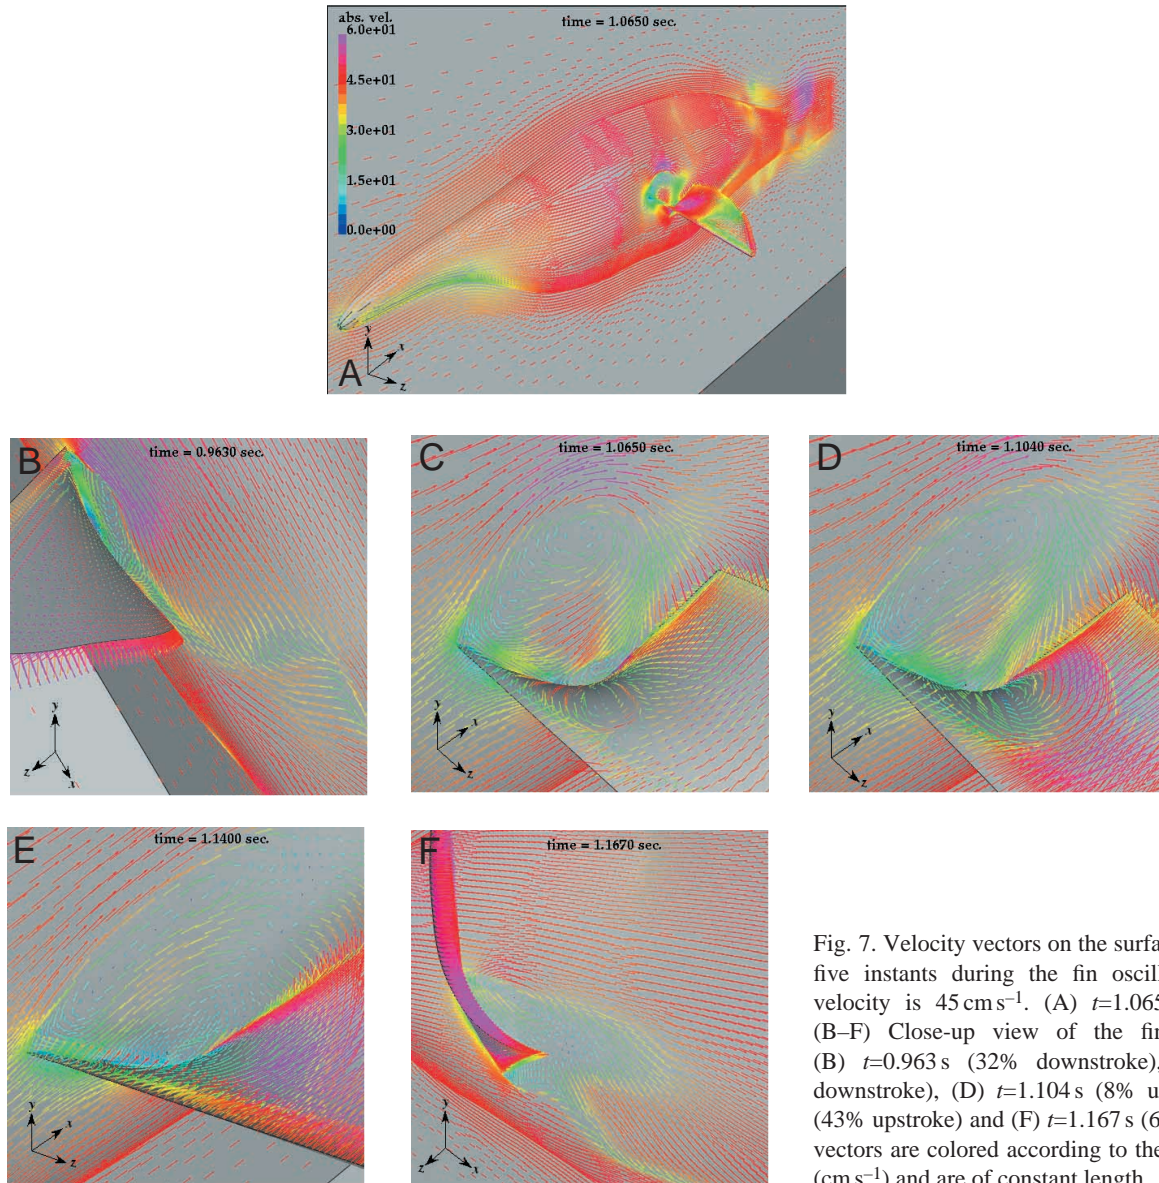 abs. vel.
6.0e+01
4.5e+01
3.0e+01
1.5e+01
0.0e+00
time = 1.0650 sec.
y
x
z
A
B
time = 0.9630 sec.
y
z
x
C
time = 1.0650 sec.
y
x
z
D
time = 1.1040 sec.
y
x
z
E
time = 1.1400 sec.
y
x
z
F
time = 1.1670 sec.
y
z
x
Fig. 7. Velocity vectors on the surfa
five instants during the fin oscill
velocity is 45 cm s–1. (A) t=1.065
(B–F) Close-up view of the fin
(B) t=0.963 s (32% downstroke),
downstroke), (D) t=1.104 s (8% u
(43% upstroke) and (F) t=1.167 s (6
vectors are colored according to the
(cm s–1) and are of constant length